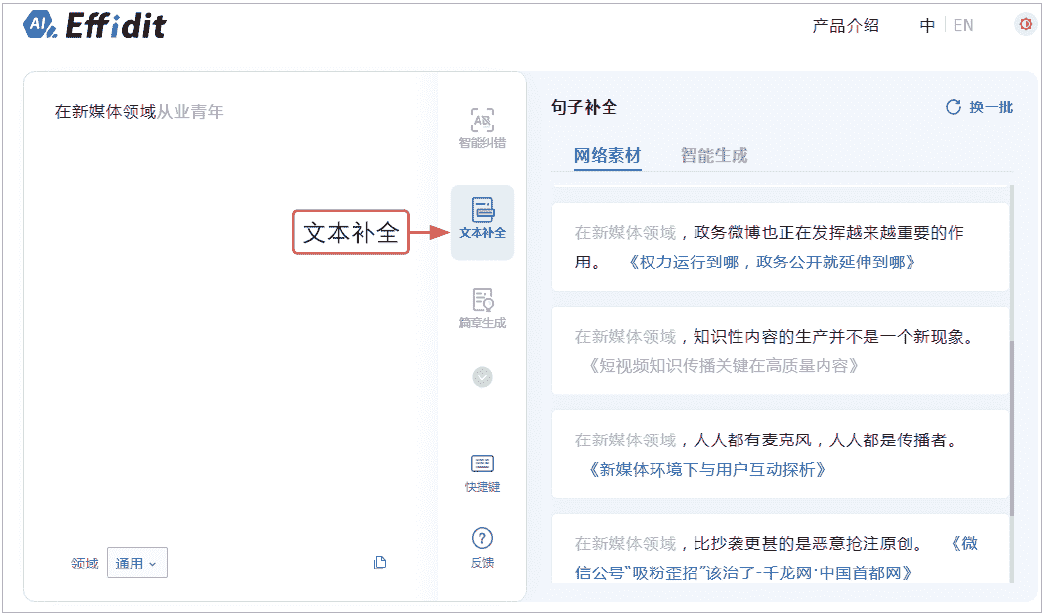 AI Effidit
产品介绍 中 EN
在新媒体领域从业青年
文本补全
智能纠错
文本补全
篇章生成
快捷键
反馈
领域 通用
句子补全 换一批
网络素材 智能生成
在新媒体领域，政务微博也正在发挥越来越重要的作
用。 《权力运行到哪，政务公开就延伸到哪》
在新媒体领域，知识性内容的生产并不是一个新现象。
《短视频知识传播关键在高质量内容》
在新媒体领域，人人都有麦克风，人人都是传播者。
《新媒体环境下与用户互动探析》
在新媒体领域，比抄袭更甚的是恶意抢注原创。 《微
信公号“吸粉歪招”该治了-千龙网·中国首都网》